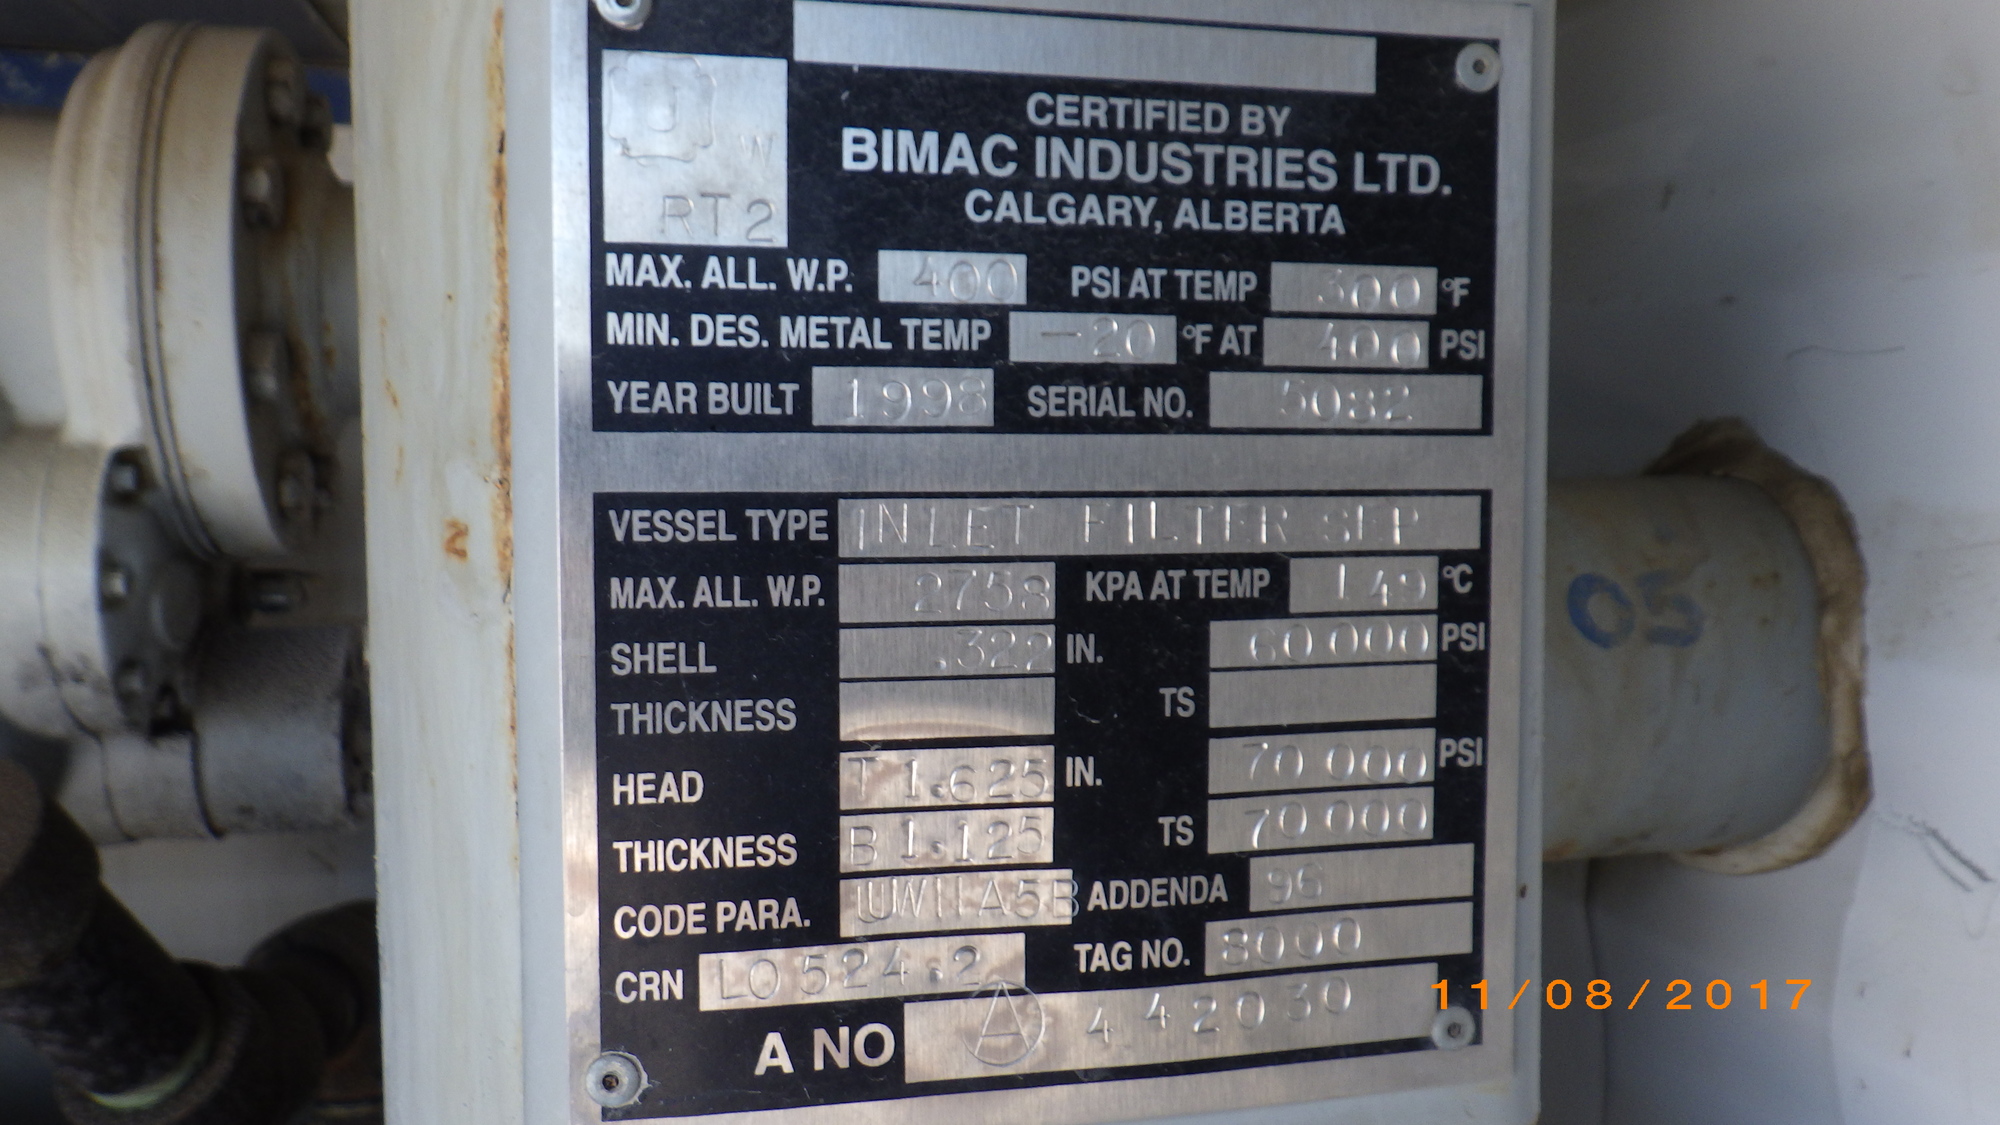 U
W
RT2
CERTIFIED BY
BIMAC INDUSTRIES LTD.
CALGARY, ALBERTA
MAX. ALL. W.P. 400 PSI AT TEMP 300 °F
MIN. DES. METAL TEMP -20 °F AT 400 PSI
YEAR BUILT 1998 SERIAL NO. 5082
VESSEL TYPE INLET FILTER SEP
MAX. ALL. W.P. 2758 KPA AT TEMP 149 °C
SHELL .322 IN. 60 000 PSI
THICKNESS TS
HEAD T 1.625 IN. 70 000 PSI
THICKNESS B 1.125 TS 70 000
CODE PARA. UW11A5B ADDENDA 96
CRN LO524.2 TAG NO. 8000
A NO A 442030
N
05
11/08/2017